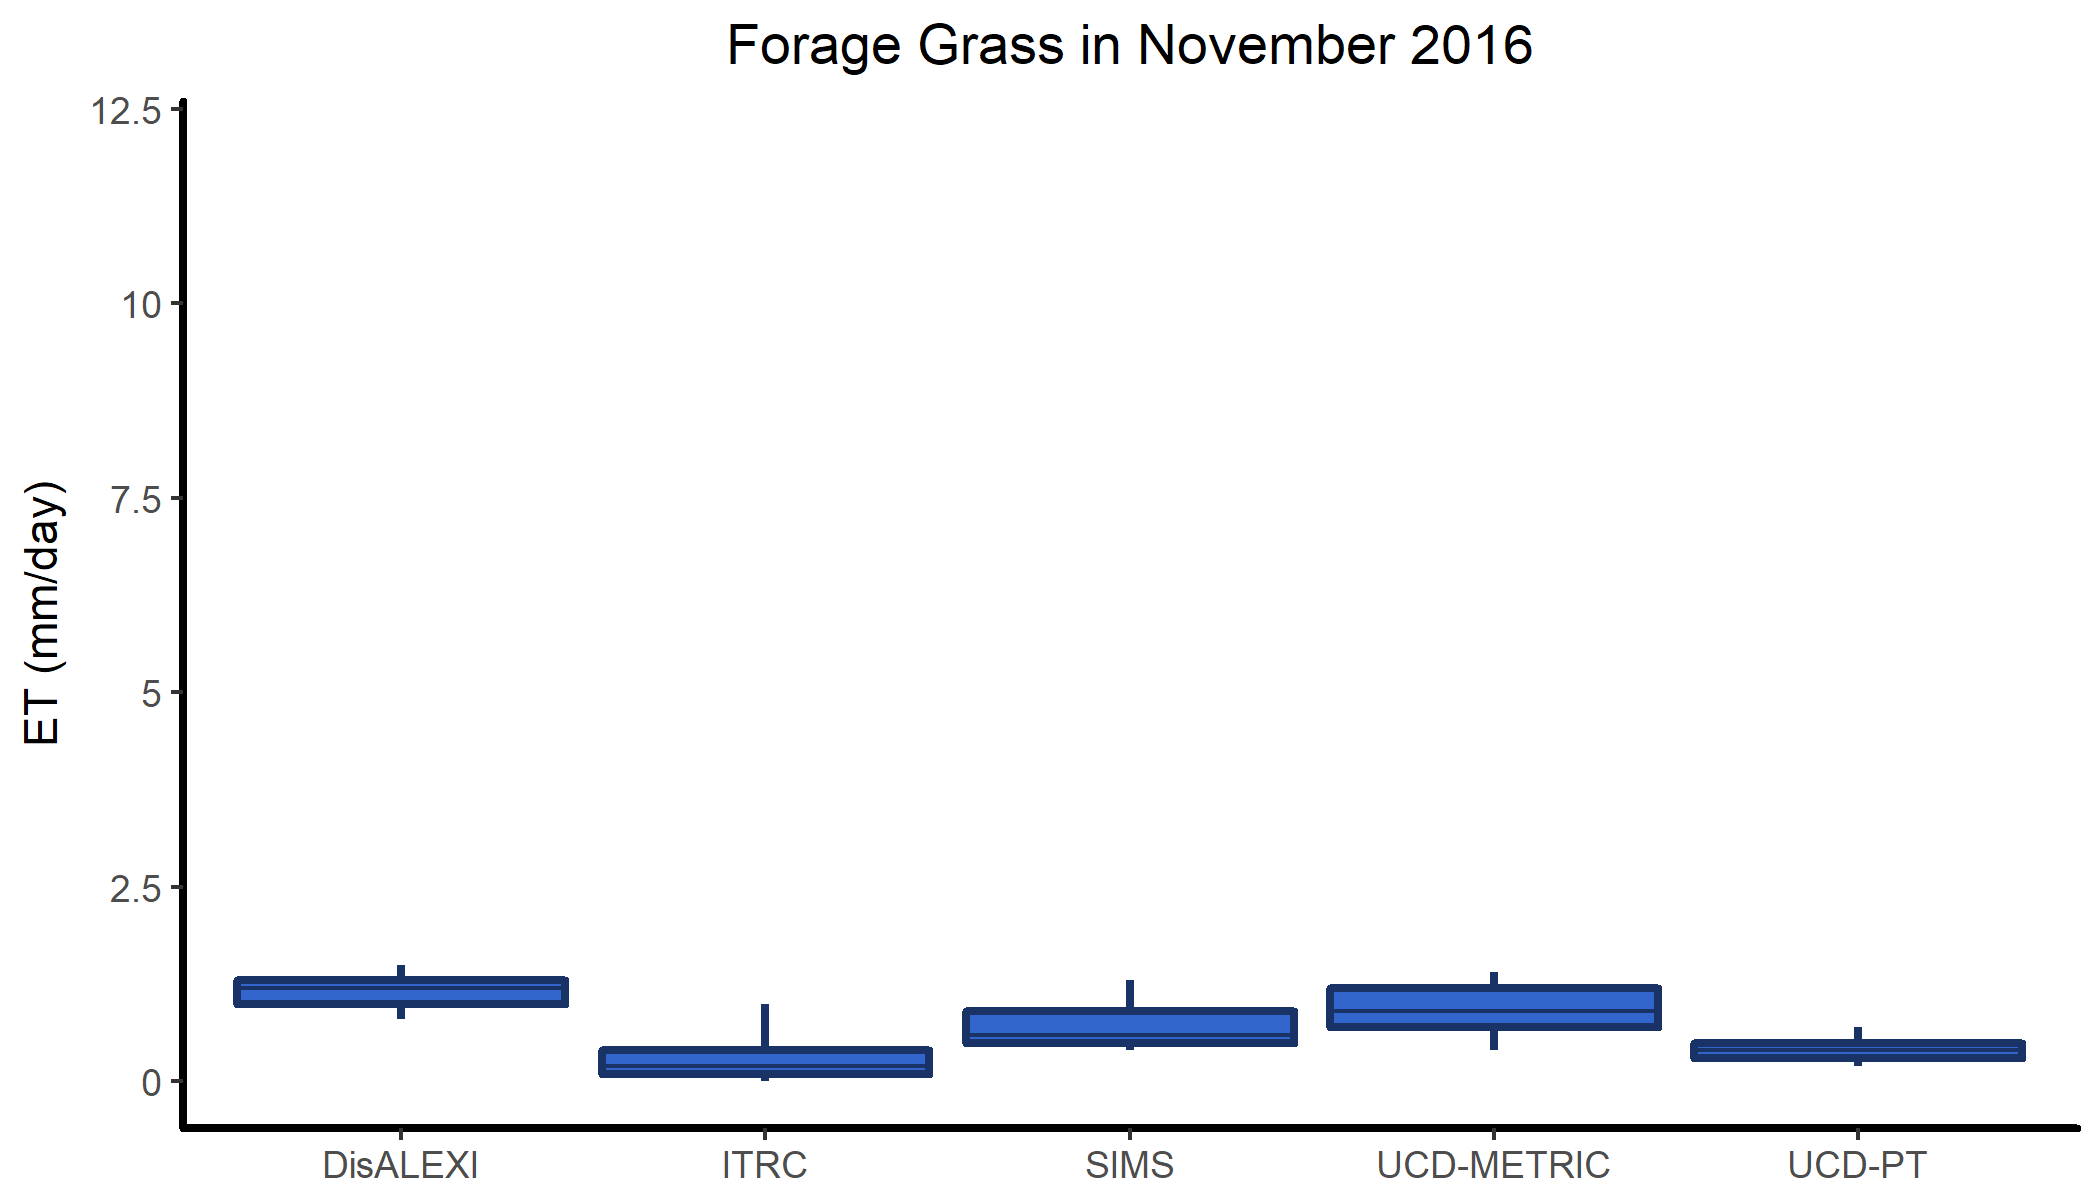 Forage Grass in November 2016
ET (mm/day)
12.5
10
7.5
5
2.5
0
DisALEXI ITRC SIMS UCD-METRIC UCD-PT